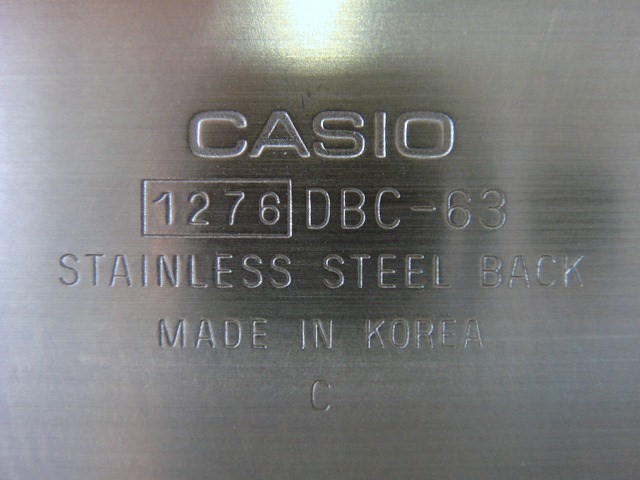 CASIO
1276 DBC-63
STAINLESS STEEL BACK
MADE IN KOREA
C